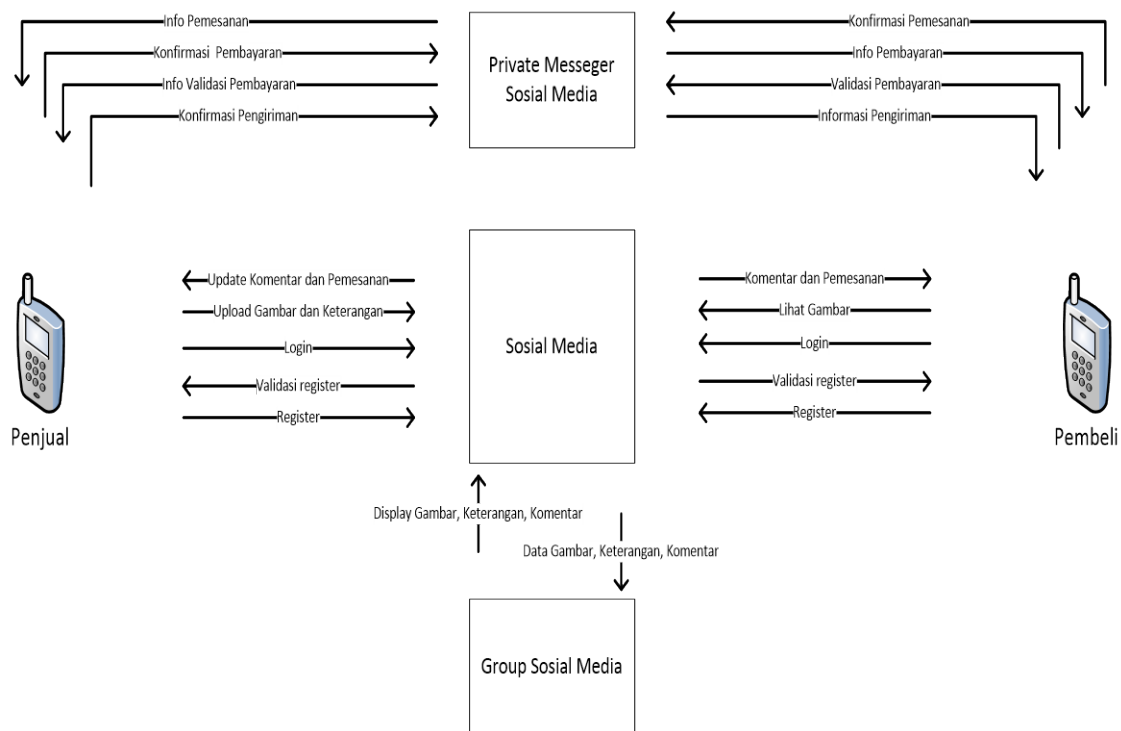 Info Pemesanan
Konfirmasi Pemesanan
Konfirmasi Pembayaran
Info Pembayaran
Private Messeger
Sosial Media
Info Validasi Pembayaran
Validasi Pembayaran
Konfirmasi Pengiriman
Informasi Pengiriman
Update Komentar dan Pemesanan
Komentar dan Pemesanan
Upload Gambar dan Keterangan
Lihat Gambar
Login
Sosial Media
Login
Validasi register
Validasi register
Register
Register
Penjual
Pembeli
Display Gambar, Keterangan, Komentar
Data Gambar, Keterangan, Komentar
Group Sosial Media